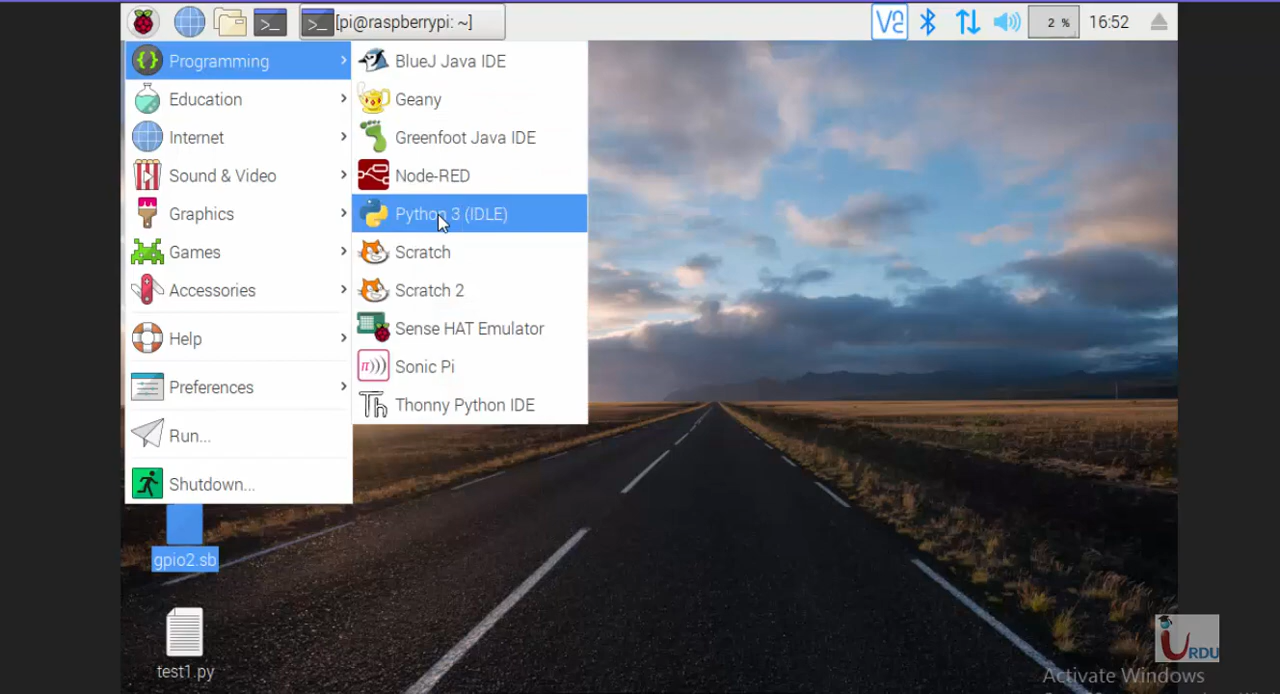 [pi@raspberrypi: ~]
2 %
16:52
Programming
Education
Internet
Sound & Video
Graphics
Games
Accessories
Help
Preferences
Run...
Shutdown...
BlueJ Java IDE
Geany
Greenfoot Java IDE
Node-RED
Python 3 (IDLE)
Scratch
Scratch 2
Sense HAT Emulator
Sonic Pi
Thonny Python IDE
gpio2.sb
test1.py
URDU
Activate Windows